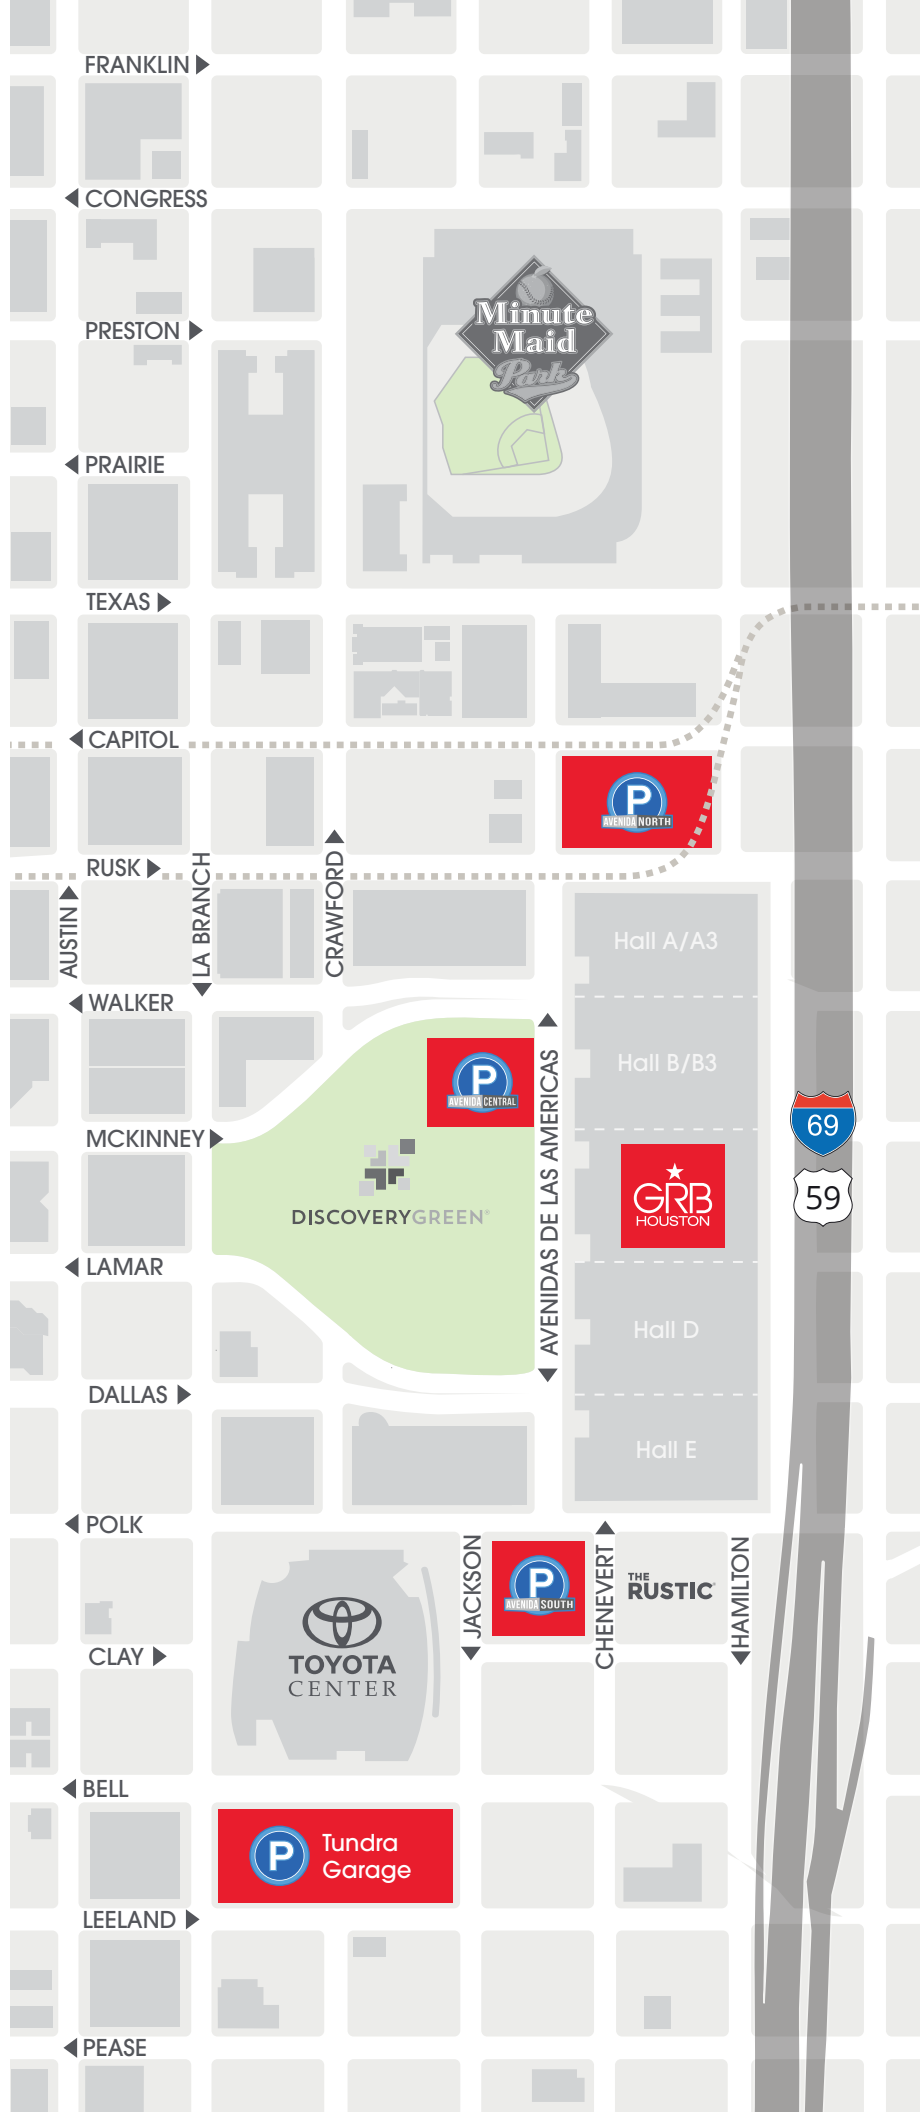 FRANKLIN
CONGRESS
Minute
Maid
Park
PRESTON
PRAIRIE
TEXAS
CAPITOL
P
AVENIDA NORTH
RUSK
AUSTIN
LA BRANCH
CRAWFORD
Hall A/A3
WALKER
Hall B/B3
P
AVENIDA CENTRAL
AVENIDAS DE LAS AMERICAS
69
MCKINNEY
GRB
HOUSTON
59
DISCOVERYGREEN®
LAMAR
Hall D
DALLAS
Hall E
POLK
JACKSON
P
AVENIDA SOUTH
CHENEVERT
THE
RUSTIC
HAMILTON
TOYOTA
CENTER
CLAY
BELL
P
Tundra
Garage
LEELAND
PEASE